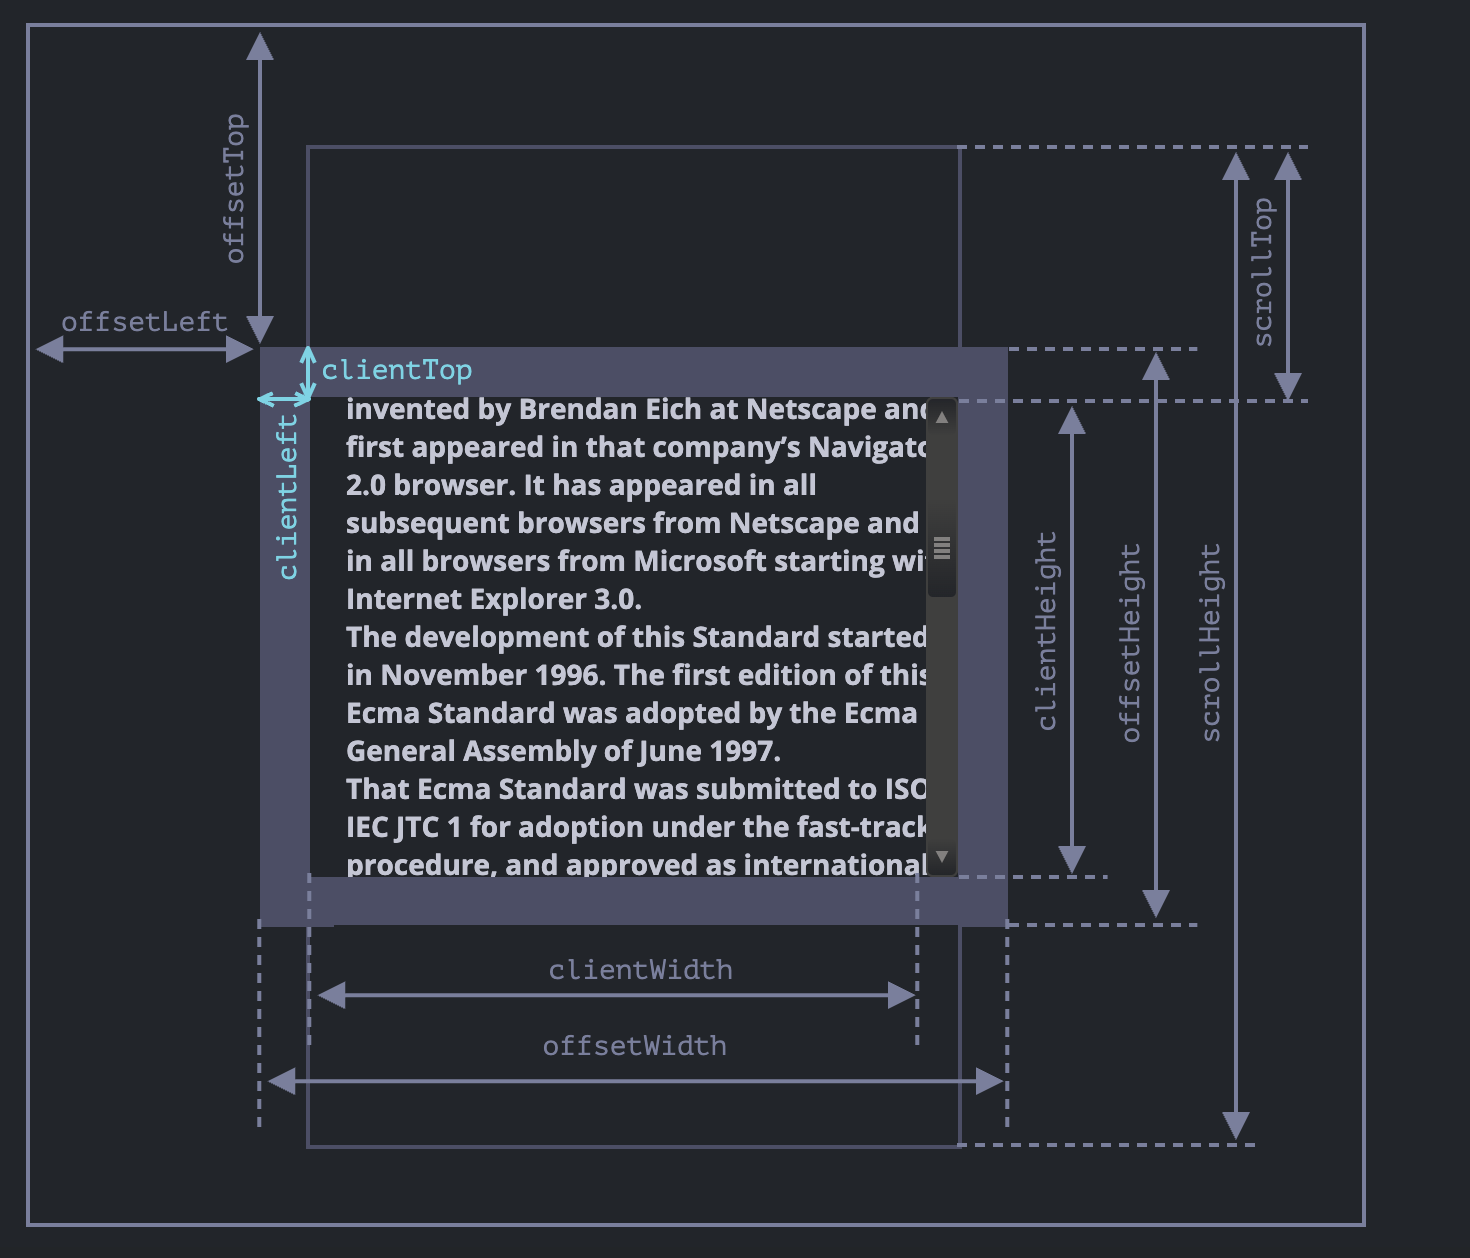 offsetTop
scrollTop
offsetLeft
clientTop
clientLeft
invented by Brendan Eich at Netscape and
first appeared in that company’s Navigato
2.0 browser. It has appeared in all
subsequent browsers from Netscape and
in all browsers from Microsoft starting wi
Internet Explorer 3.0.
The development of this Standard started
in November 1996. The first edition of this
Ecma Standard was adopted by the Ecma
General Assembly of June 1997.
That Ecma Standard was submitted to ISO
IEC JTC 1 for adoption under the fast-track
procedure, and approved as international
clientHeight
offsetHeight
scrollHeight
clientWidth
offsetWidth